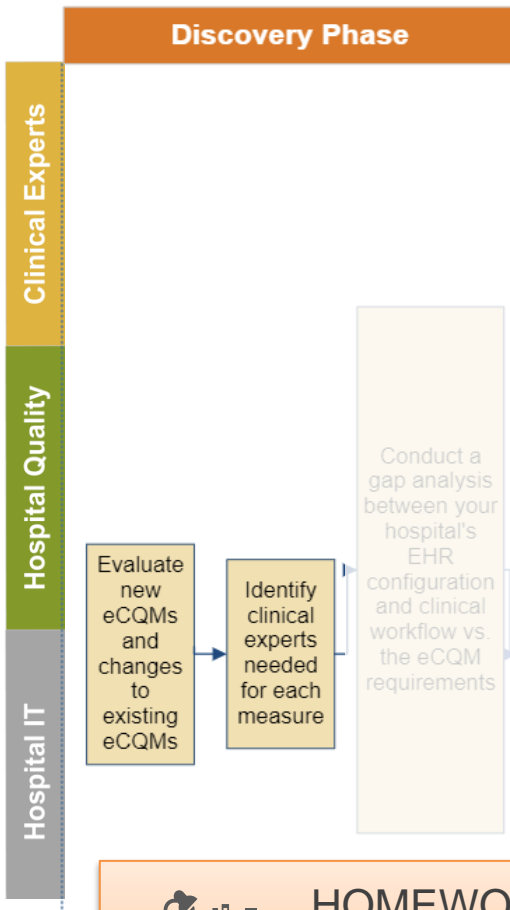 Discovery Phase
Clinical Experts
Hospital Quality
Hospital IT
Evaluate
new
eCQMs
and
changes
to
existing
eCQMs
Identify
clinical
experts
needed
for each
measure
Conduct a
gap analysis
between your
hospital's
EHR
configuration
and clinical
workflow vs.
the eCQM
requirements